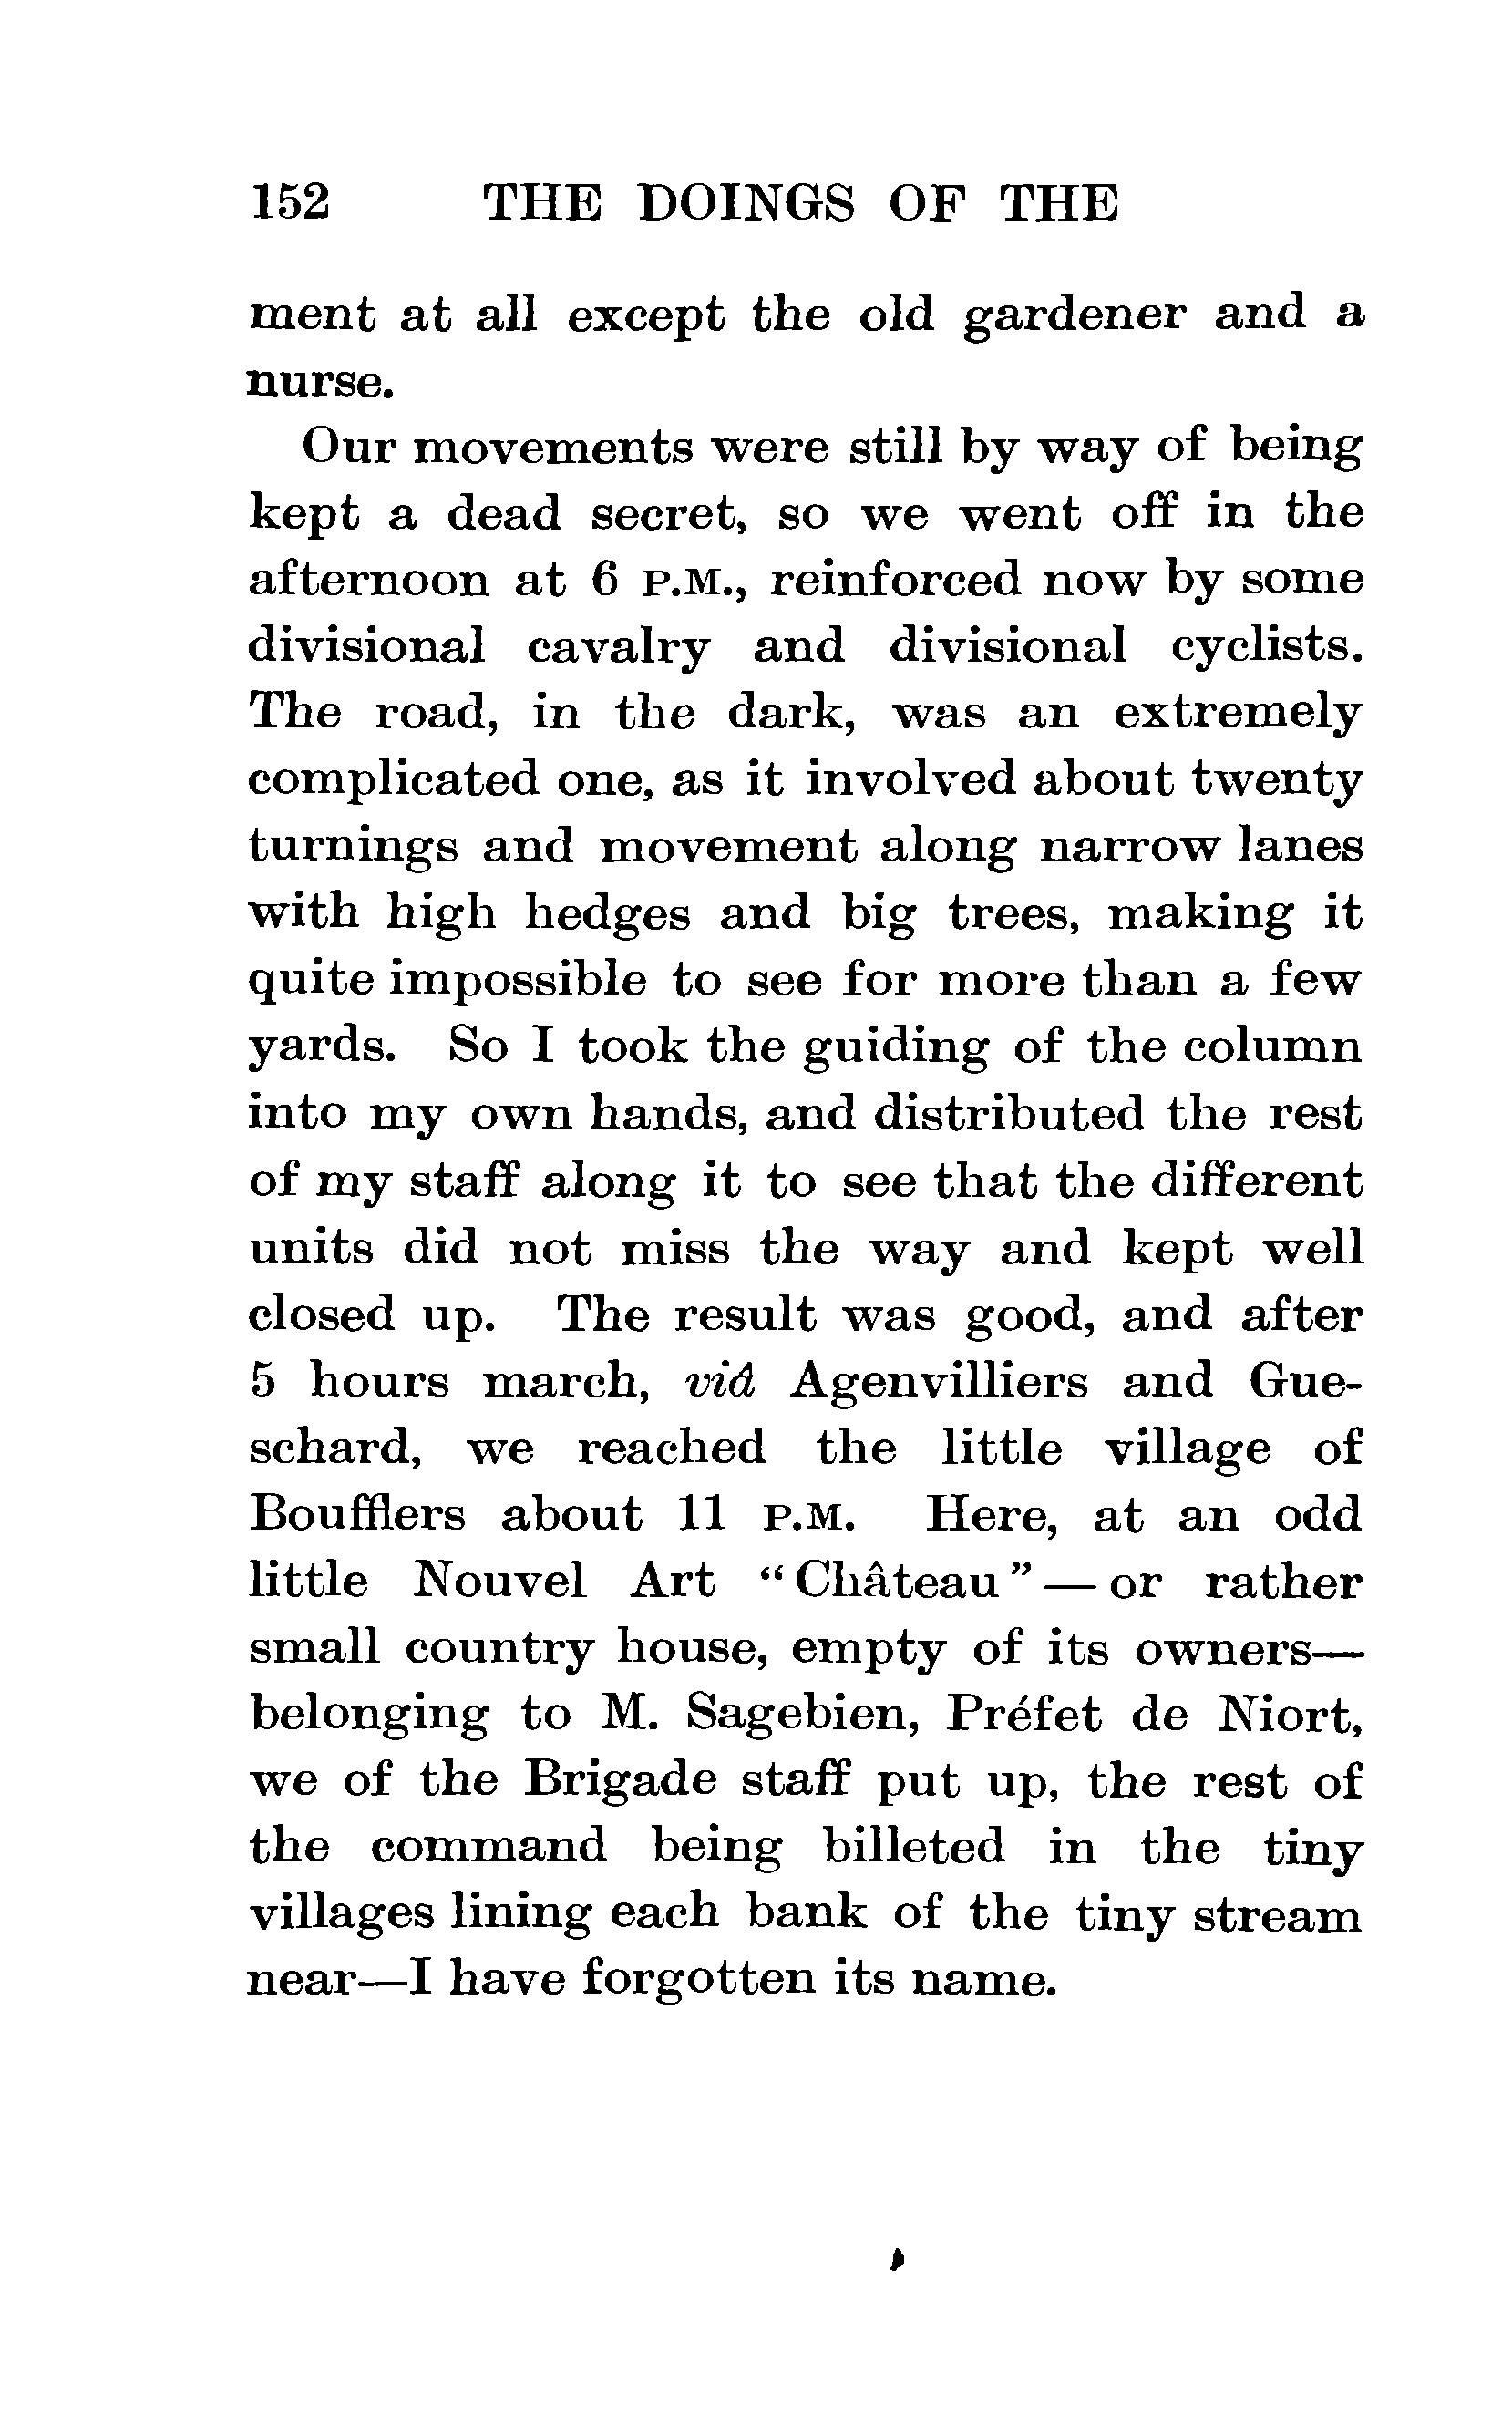 152 THE DOINGS OF THE
ment at all except the old gardener and a
nurse.
Our movements were still by way of being
kept a dead secret, so we went off in the
afternoon at 6 P.M., reinforced now by some
divisional cavalry and divisional cyclists.
The road, in the dark, was an extremely
complicated one, as it involved about twenty
turnings and movement along narrow lanes
with high hedges and big trees, making it
quite impossible to see for more than a few
yards. So I took the guiding of the column
into my own hands, and distributed the rest
of my staff along it to see that the different
units did not miss the way and kept well
closed up. The result was good, and after
5 hours march, viâ Agenvilliers and Gue-
schard, we reached the little village of
Boufflers about 11 P.M. Here, at an odd
little Nouvel Art “Château”—or rather
small country house, empty of its owners—
belonging to M. Sagebien, Préfet de Niort,
we of the Brigade staff put up, the rest of
the command being billeted in the tiny
villages lining each bank of the tiny stream
near—I have forgotten its name.